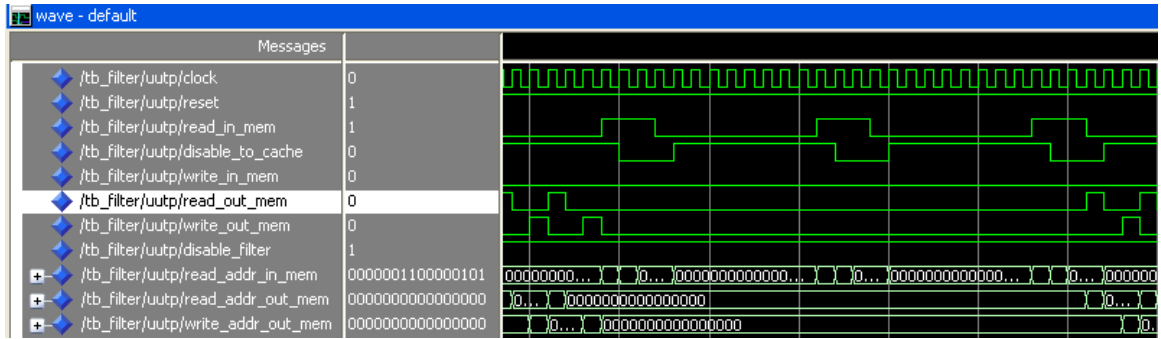 wave - default
Messages
/tb_filter/uutp/clock 0
/tb_filter/uutp/reset 1
/tb_filter/uutp/read_in_mem 1
/tb_filter/uutp/disable_to_cache 0
/tb_filter/uutp/write_in_mem 0
/tb_filter/uutp/read_out_mem 0
/tb_filter/uutp/write_out_mem 0
/tb_filter/uutp/disable_filter 1
/tb_filter/uutp/read_addr_in_mem 0000001100000101 00000000... 0... 0000000000000... 0... 0000000000000... 0... 000000
/tb_filter/uutp/read_addr_out_mem 0000000000000000 0... 0000000000000000 0...
/tb_filter/uutp/write_addr_out_mem 0000000000000000 0... 0000000000000000 0.